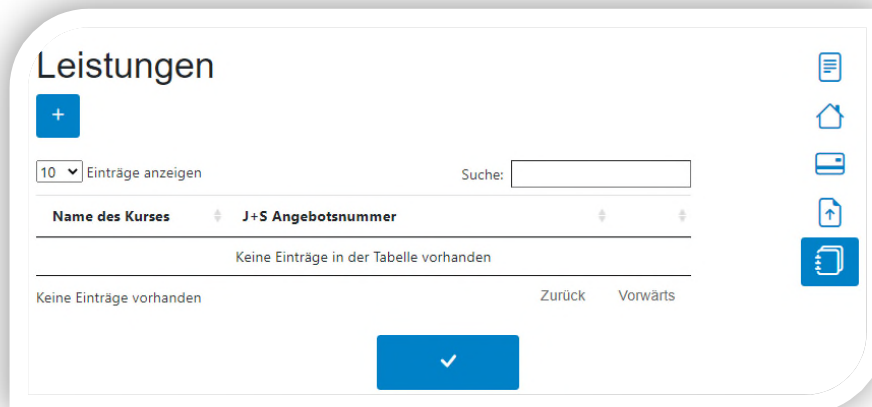 Leistungen
+
10 Einträge anzeigen
Suche:
Name des Kurses J+S Angebotsnummer
Keine Einträge in der Tabelle vorhanden
Keine Einträge vorhanden
Zurück Vorwärts